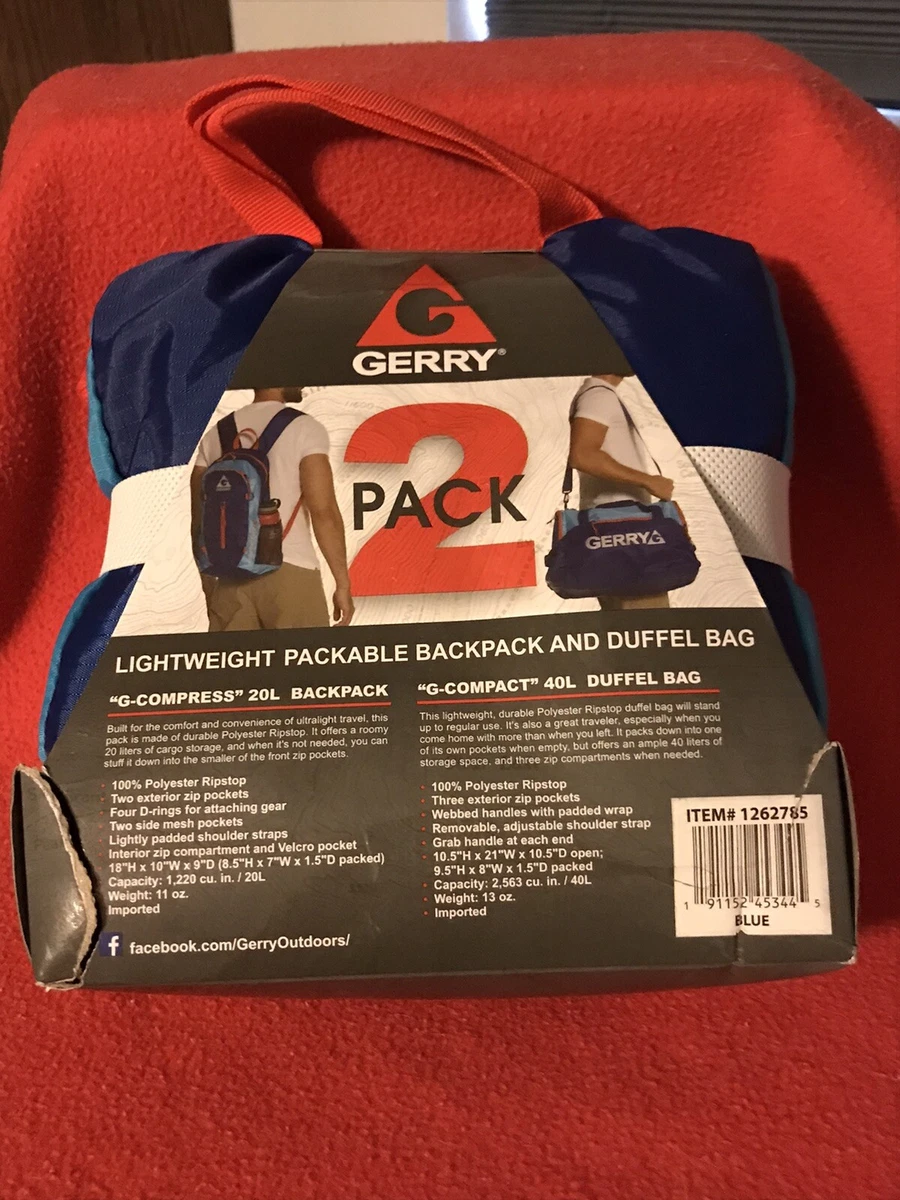 GERRY®
2
PACK
GERRY
LIGHTWEIGHT PACKABLE BACKPACK AND DUFFEL BAG
“G-COMPRESS” 20L BACKPACK
Built for the comfort and convenience of ultralight travel, this
pack is made of durable Polyester Ripstop. It offers a roomy
20 liters of cargo storage, and when it's not needed, you can
stuff it down into the smaller of the front zip pockets.
· 100% Polyester Ripstop
· Two exterior zip pockets
· Four D-rings for attaching gear
· Two side mesh pockets
· Lightly padded shoulder straps
· Interior zip compartment and Velcro pocket
· 18"H x 10"W x 9"D (8.5"H x 7"W x 1.5"D packed)
· Capacity: 1,220 cu. in. / 20L
· Weight: 11 oz.
· Imported
f facebook.com/GerryOutdoors/
“G-COMPACT” 40L DUFFEL BAG
This lightweight, durable Polyester Ripstop duffel bag will stand
up to regular use. It's also a great traveler, especially when you
come home with more than when you left. It packs down into one
of its own pockets when empty, but offers an ample 40 liters of
storage space, and three zip compartments when needed.
· 100% Polyester Ripstop
· Three exterior zip pockets
· Webbed handles with padded wrap
· Removable, adjustable shoulder strap
· Grab handle at each end
· 10.5"H x 21"W x 10.5"D open;
9.5"H x 8"W x 1.5"D packed
· Capacity: 2,563 cu. in. / 40L
· Weight: 13 oz.
· Imported
ITEM# 1262785
1 91152 45344 5
BLUE